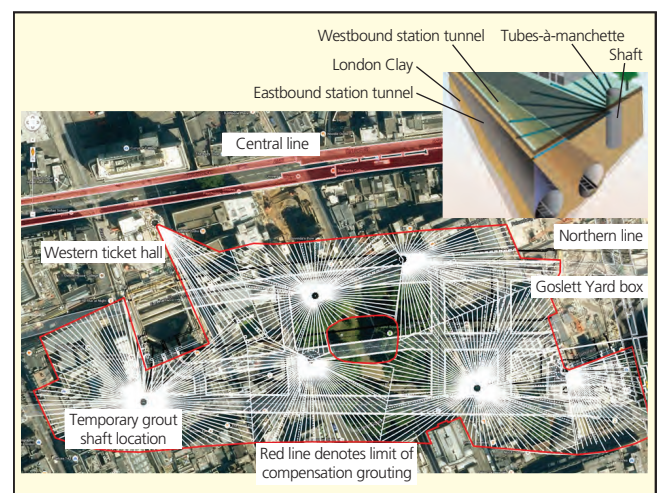 Westbound station tunnel
Tubes-à-manchette
Shaft
London Clay
Eastbound station tunnel
Central line
Western ticket hall
Northern line
Goslett Yard box
Temporary grout
shaft location
Red line denotes limit of
compensation grouting